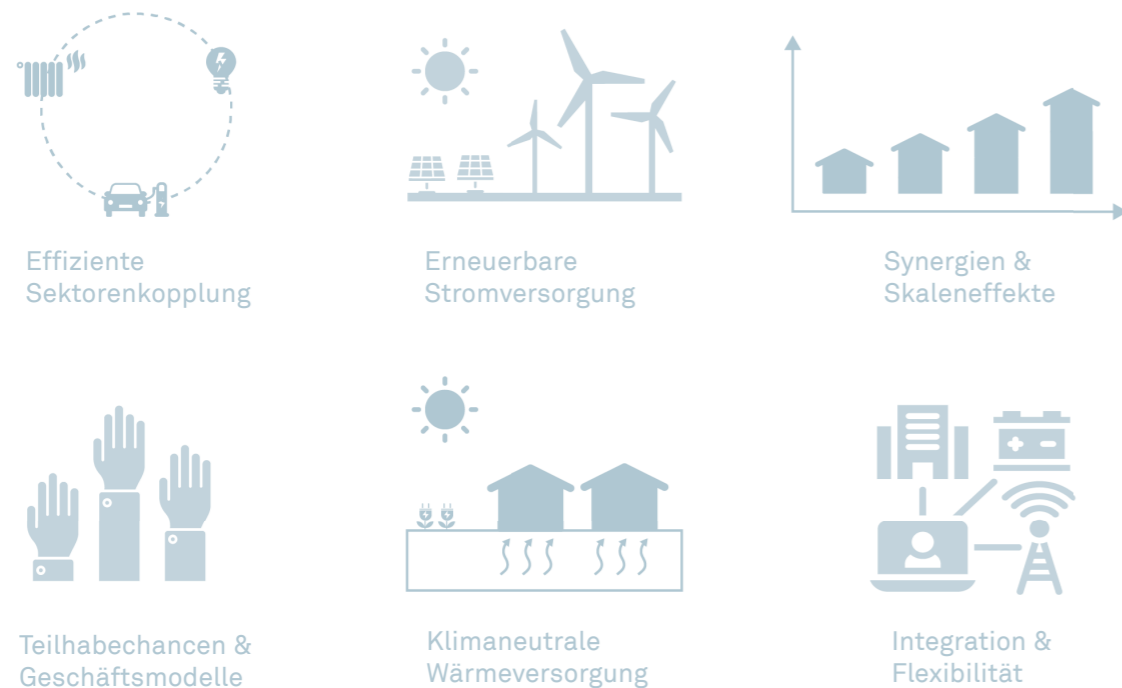 Effiziente
Sektorenkopplung
Erneuerbare
Stromversorgung
Synergien &
Skaleneffekte
Teilhabechancen &
Geschäftsmodelle
Klimaneutrale
Wärmeversorgung
Integration &
Flexibilität